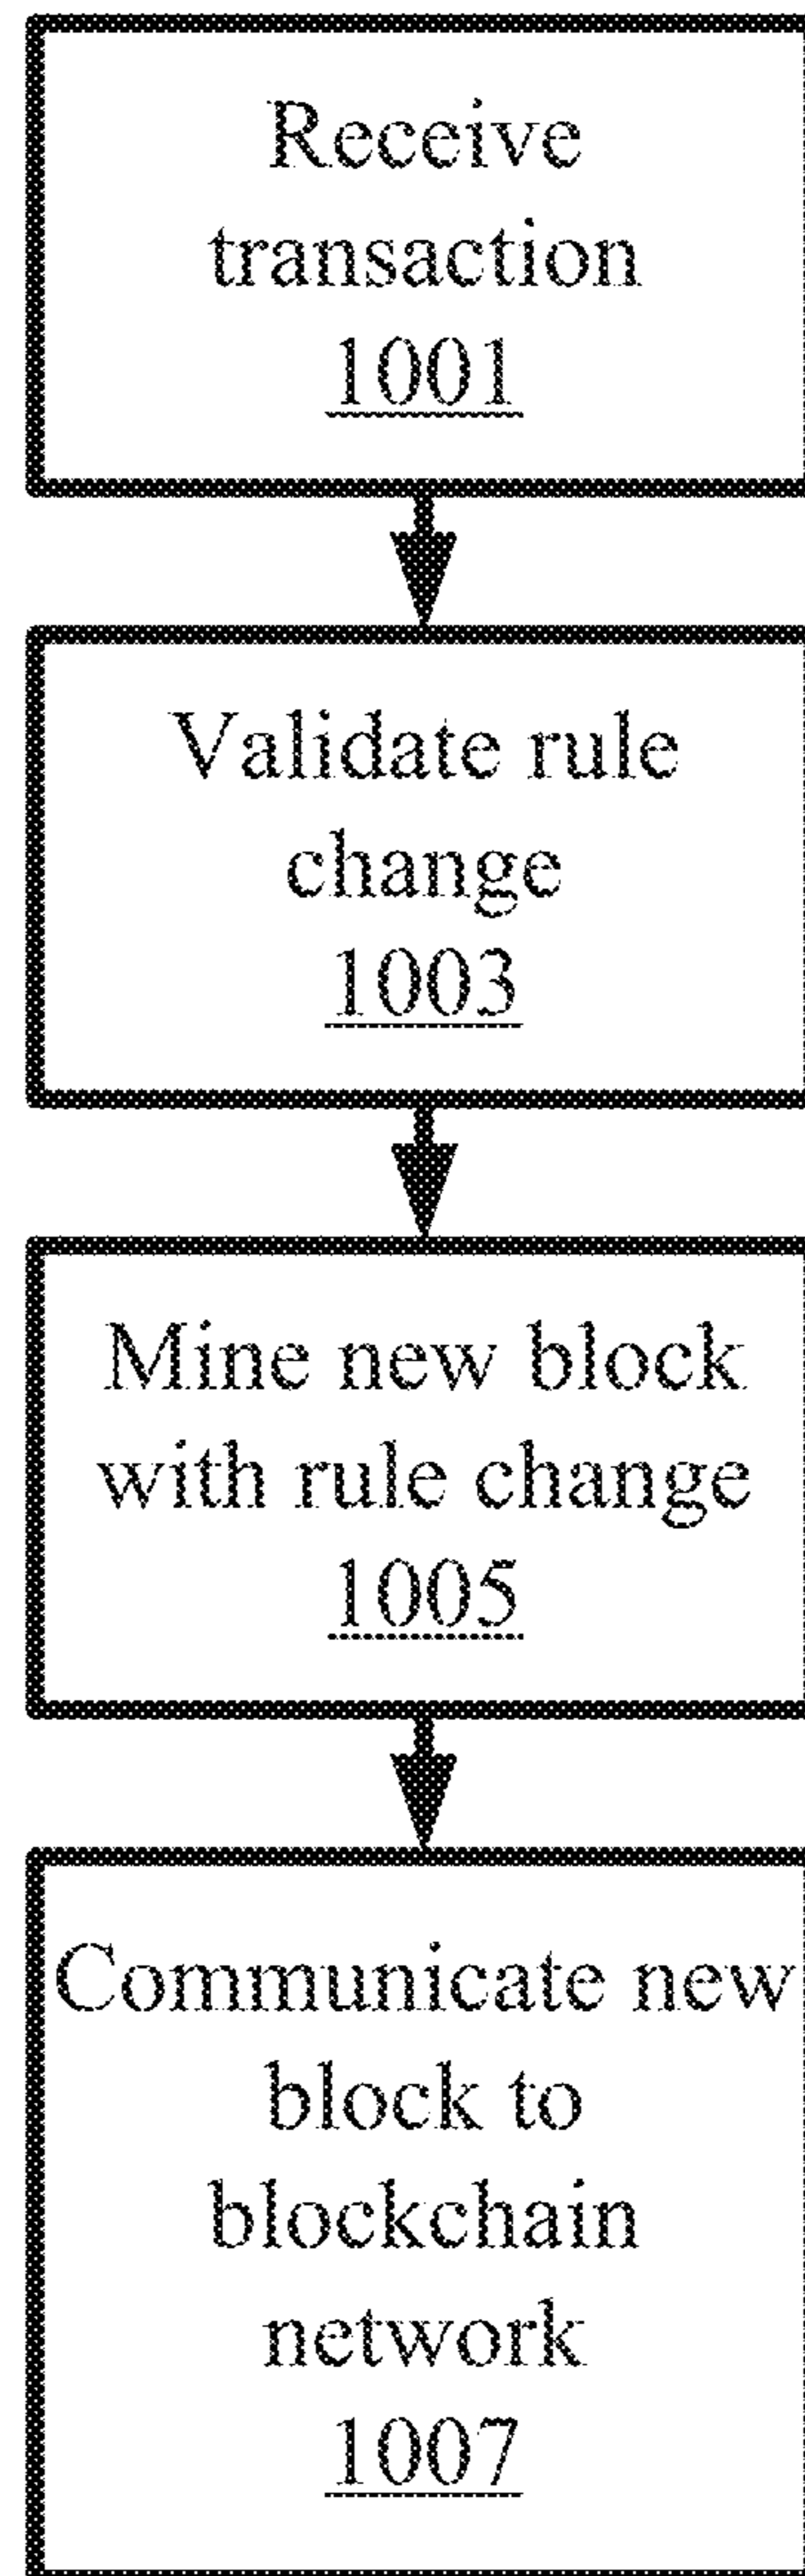 Receive
transaction
1001
Validate rule
change
1003
Mine new block
with rule change
1005
Communicate new
block to
blockchain
network
1007